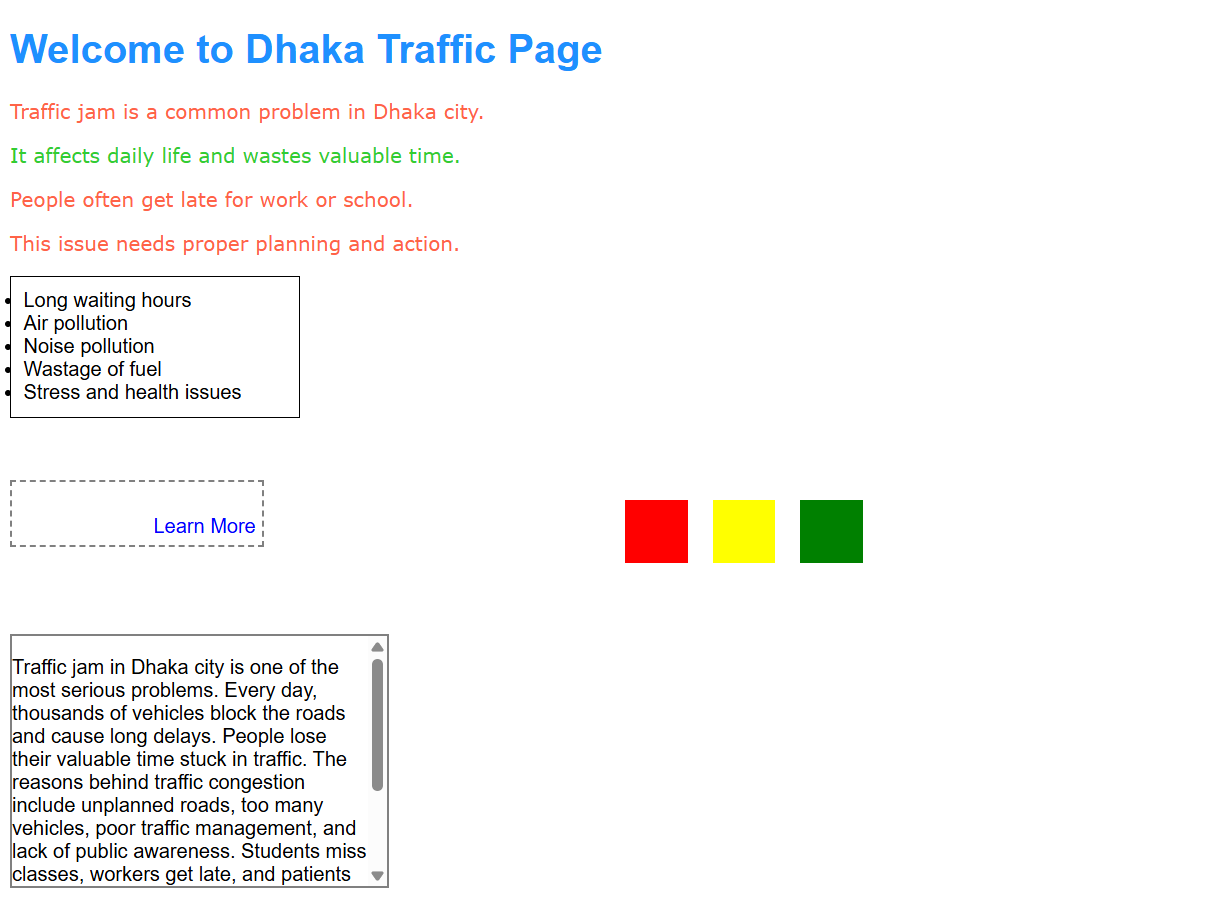 Welcome to Dhaka Traffic Page
Traffic jam is a common problem in Dhaka city.
It affects daily life and wastes valuable time.
People often get late for work or school.
This issue needs proper planning and action.
Long waiting hours
Air pollution
Noise pollution
Wastage of fuel
Stress and health issues
Learn More
Traffic jam in Dhaka city is one of the
most serious problems. Every day,
thousands of vehicles block the roads
and cause long delays. People lose
their valuable time stuck in traffic. The
reasons behind traffic congestion
include unplanned roads, too many
vehicles, poor traffic management, and
lack of public awareness. Students miss
classes, workers get late, and patients